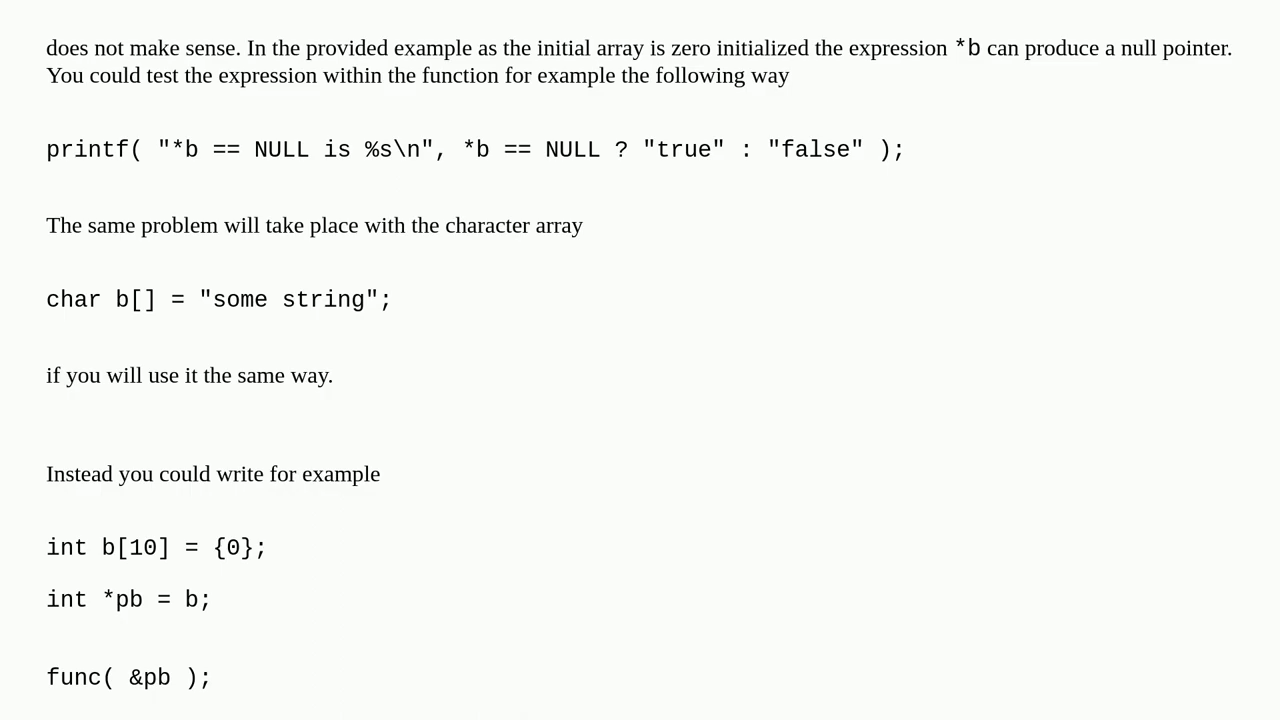 does not make sense. In the provided example as the initial array is zero initialized the expression *b can produce a null pointer.
You could test the expression within the function for example the following way
printf( "*b == NULL is %s\n", *b == NULL ? "true" : "false" );
The same problem will take place with the character array
char b[] = "some string";
if you will use it the same way.
Instead you could write for example
int b[10] = {0};
int *pb = b;
func( &pb );